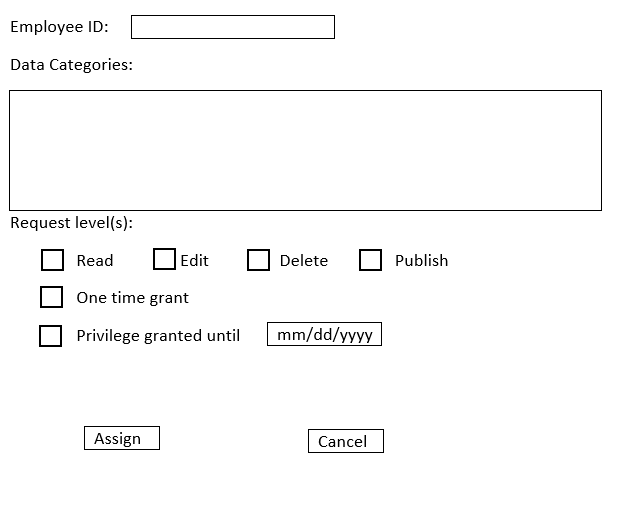 Employee ID:
Data Categories:
Request level(s):
Read Edit Delete Publish
One time grant
Privilege granted until mm/dd/yyyy
Assign Cancel